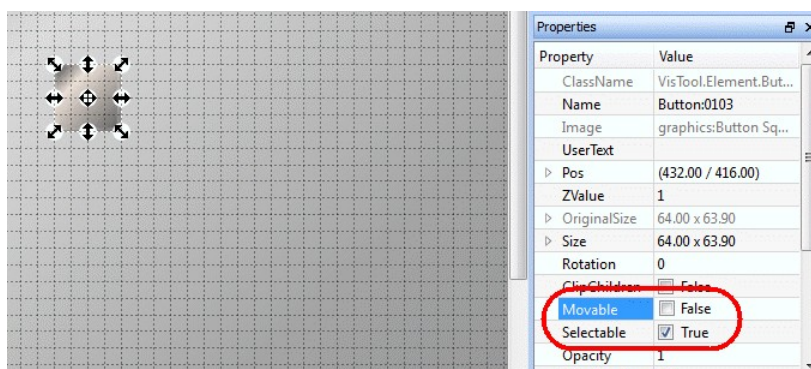 Properties
Property Value
ClassName VisTool.Element.But...
Name Button:0103
Image graphics:Button Sq...
UserText
Pos (432.00 / 416.00)
ZValue 1
OriginalSize 64.00 x 63.90
Size 64.00 x 63.90
Rotation 0
ClipChildren False
Movable False
Selectable True
Opacity 1